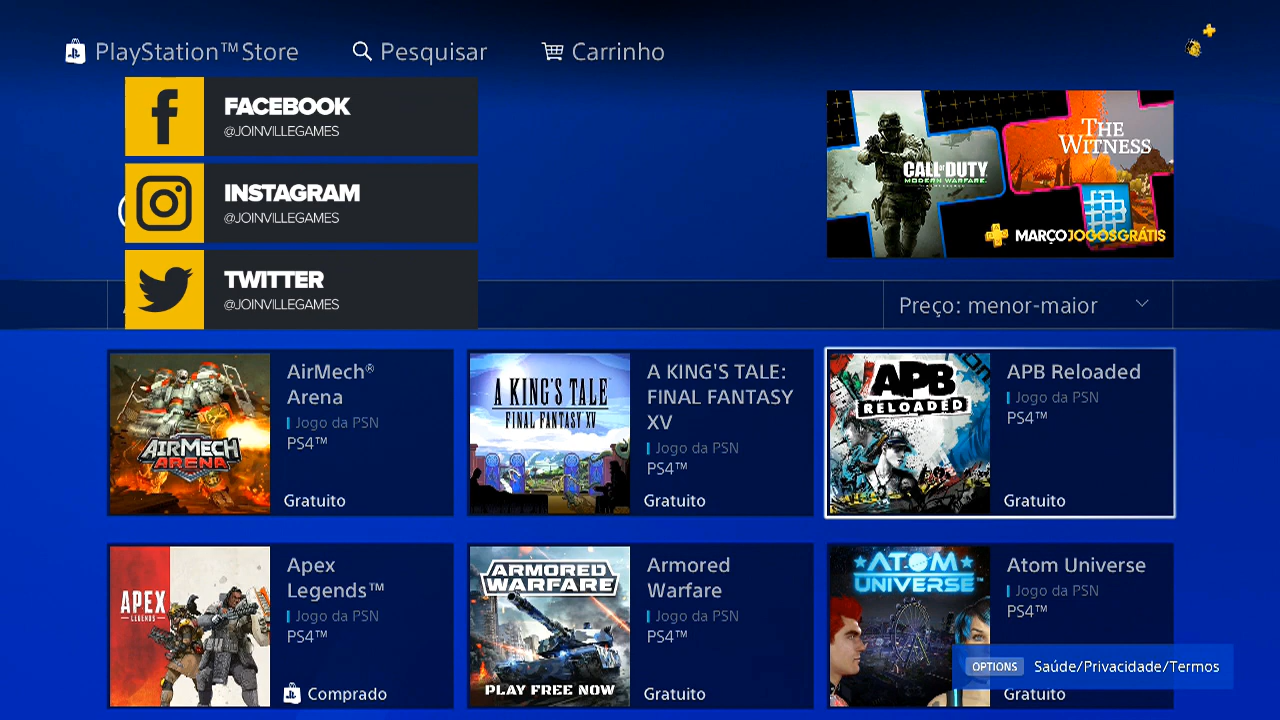 PlayStation™Store
Pesquisar
Carrinho
FACEBOOK
@JOINVILLEGAMES
INSTAGRAM
@JOINVILLEGAMES
TWITTER
@JOINVILLEGAMES
CALL OF DUTY
MODERN WARFARE
THE
WITNESS
MARÇOJOGOSGRÁTIS
Preço: menor-maior
AIRMECH
ARENA
AirMech®
Arena
Jogo da PSN
PS4™
Gratuito
A KING'S TALE
FINAL FANTASY XV
A KING'S TALE:
FINAL FANTASY
XV
Jogo da PSN
PS4™
Gratuito
APB
RELOADED
APB Reloaded
Jogo da PSN
PS4™
Gratuito
APEX
LEGENDS
Apex
Legends™
Jogo da PSN
PS4™
Comprado
ARMORED
WARFARE
PLAY FREE NOW
Armored
Warfare
Jogo da PSN
PS4™
Gratuito
ATOM
UNIVERSE™
Atom Universe
Jogo da PSN
PS4™
Gratuito
OPTIONS Saúde/Privacidade/Termos